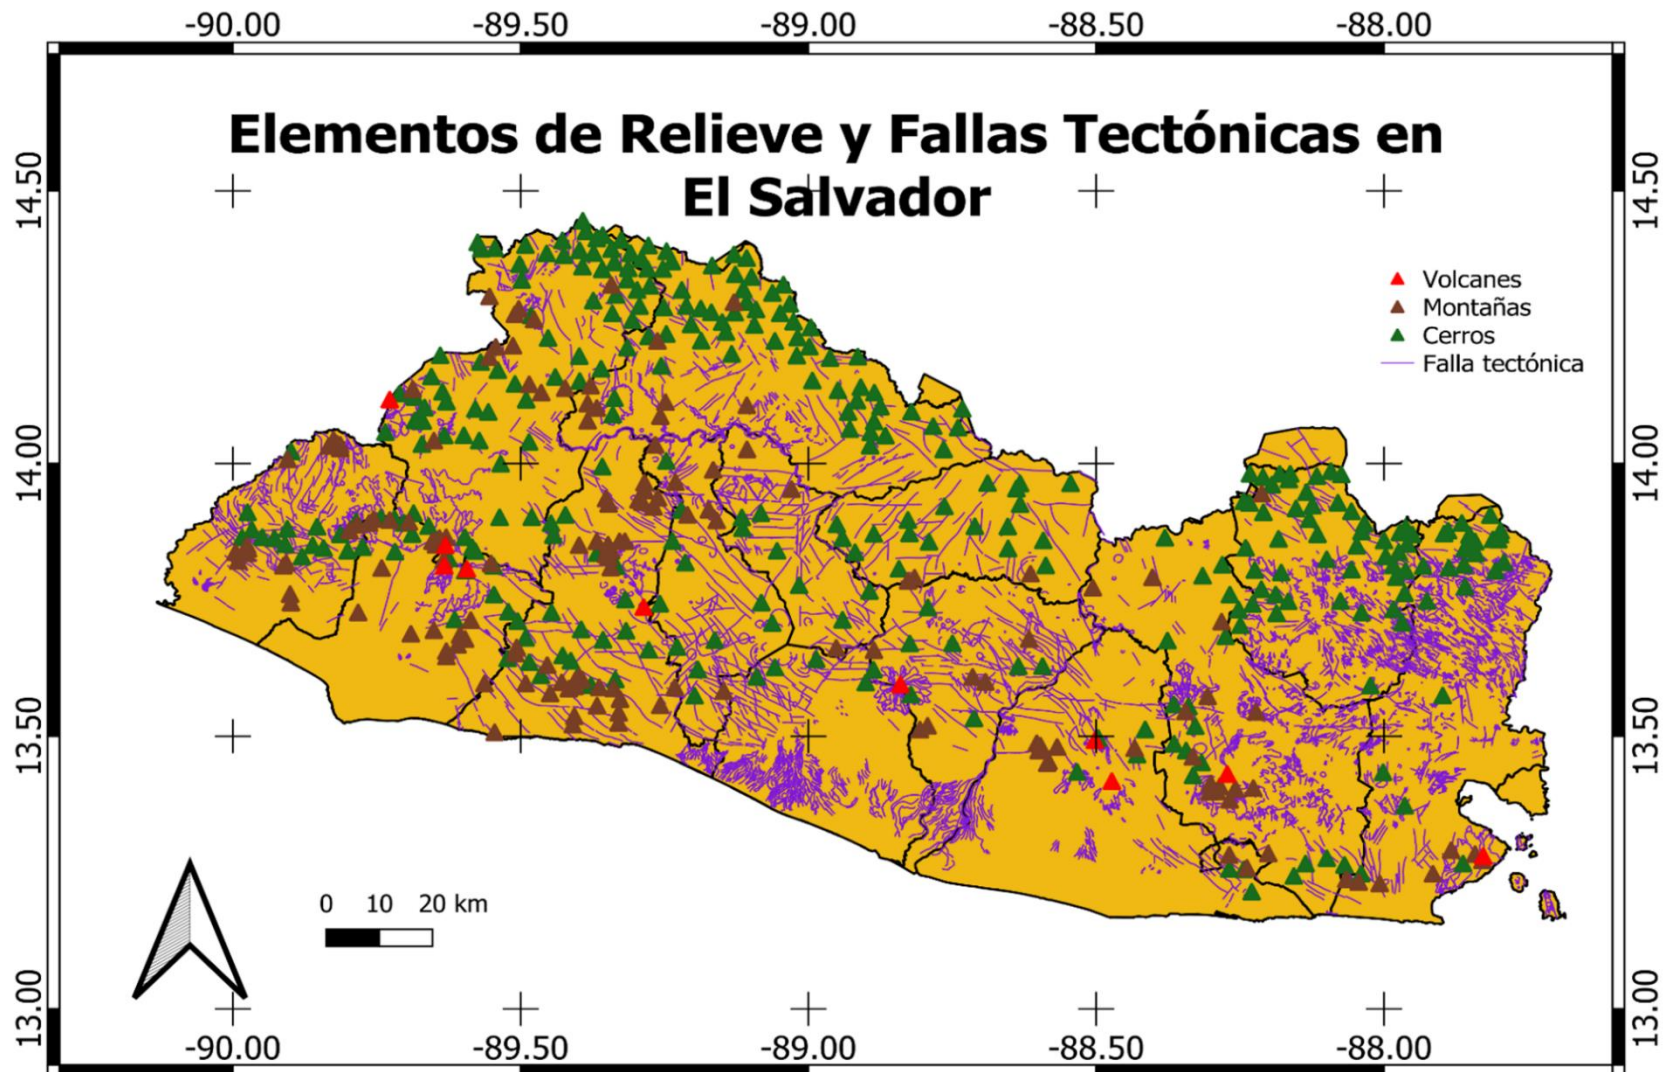 -90.00 -89.50 -89.00 -88.50 -88.00
Elementos de Relieve y Fallas Tectónicas en
El Salvador
14.50
14.50
Volcanes
Montañas
Cerros
Falla tectónica
14.00
14.00
13.50
13.50
0 10 20 km
13.00
13.00
-90.00 -89.50 -89.00 -88.50 -88.00